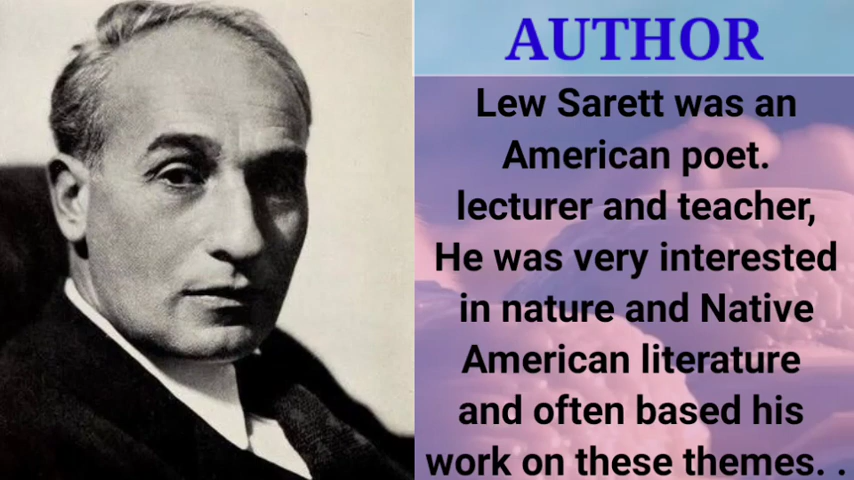 AUTHOR
Lew Sarett was an
American poet.
lecturer and teacher,
He was very interested
in nature and Native
American literature
and often based his
work on these themes. .